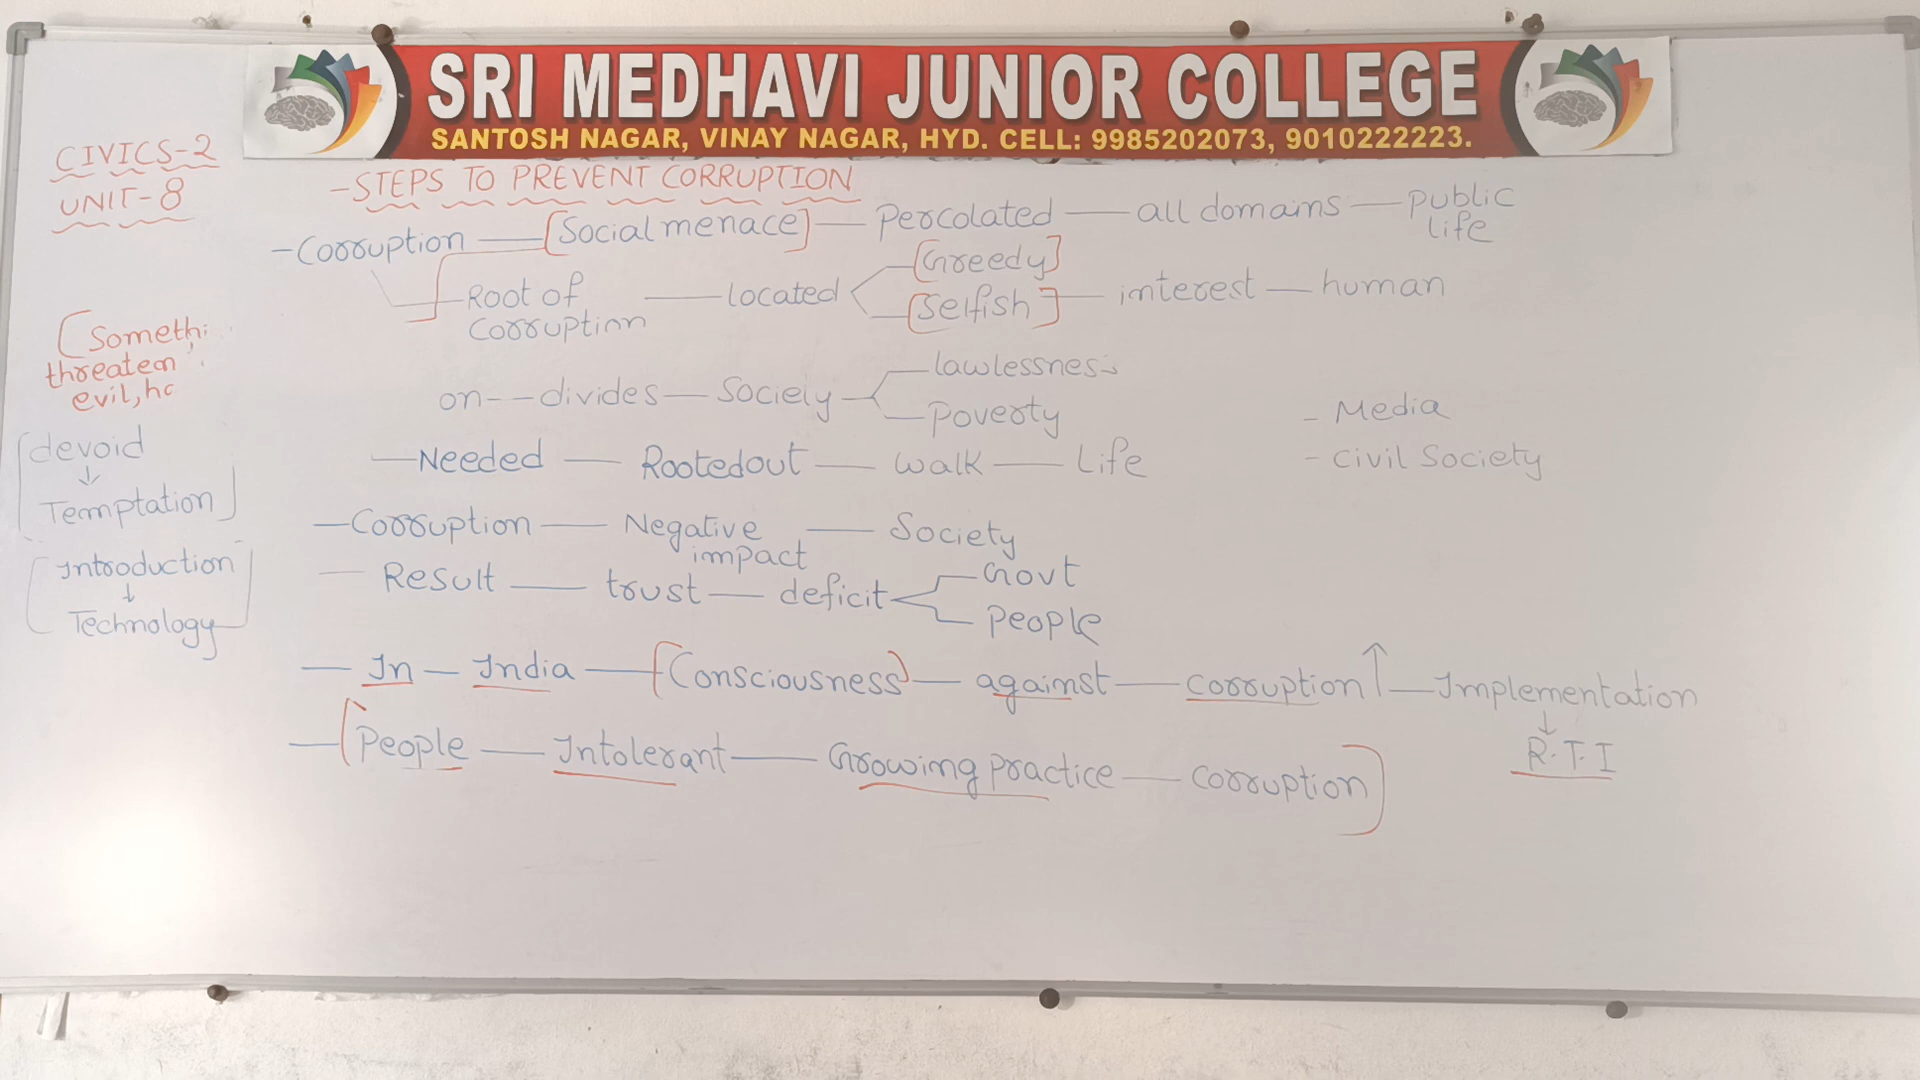 SRI MEDHAVI JUNIOR COLLEGE
SANTOSH NAGAR, VINAY NAGAR, HYD. CELL: 9985202073, 9010222223.
CIVICS-2
UNIT-8
-STEPS TO PREVENT CORRUPTION
-Corruption — [Social menace] — Percolated — all domains — Public life
Root of Corruption — located [Greedy]
[Selfish] — interest — human
on - - divides — Society lawlessness
Poverty
— Needed — Rootedout — walk — Life
- Media
- Civil Society
— Corruption — Negative impact — Society
— Result — trust — deficit Govt
People
— In — India — [Consciousness] — against — corruption ↑ — Implementation
↓
R.T.I
— [People — Intolerant — Growing practice — corruption]
[Someth
threaten
evil,
[devoid
↓
Temptation]
[Introduction
↓
Technology]